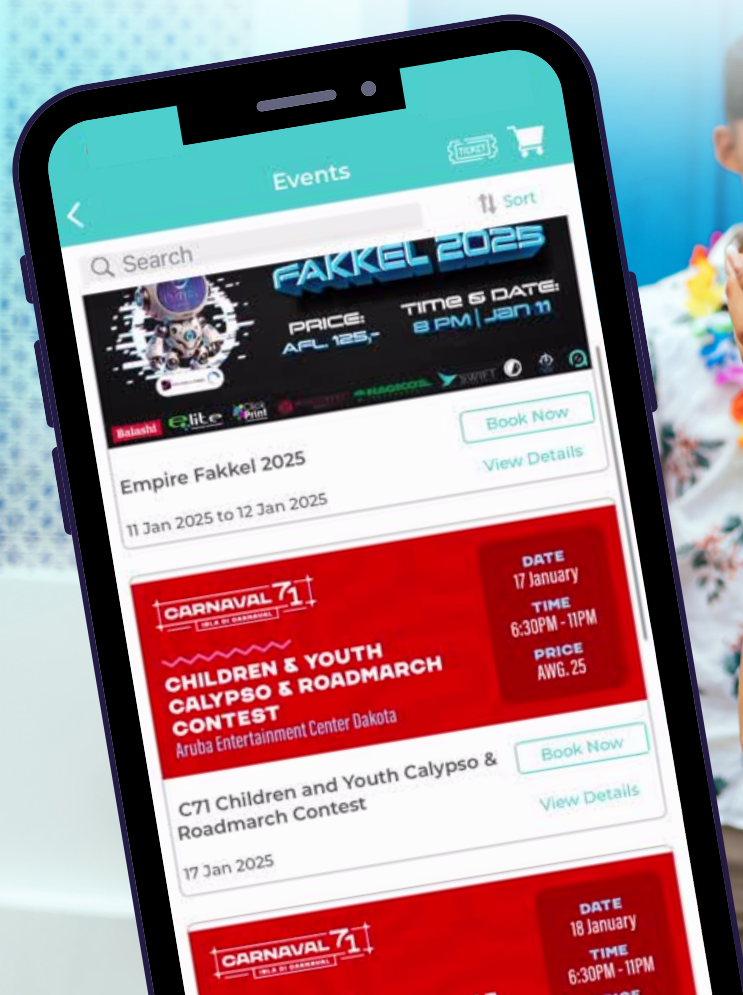 TICKET
Events
Search
Sort
FAKKEL 2025
PRICE:
AFL 125,-
TIME & DATE:
8 PM | JAN 11
Balashi
elite
Click
Print
MAGICOS
SWIFT
Empire Fakkel 2025
11 Jan 2025 to 12 Jan 2025
Book Now
View Details
CARNAVAL 71
ISLA DI CARNAVAL
CHILDREN & YOUTH
CALYPSO & ROADMARCH
CONTEST
Aruba Entertainment Center Dakota
DATE
17 January
TIME
6:30PM - 11PM
PRICE
AWG. 25
C71 Children and Youth Calypso &
Roadmarch Contest
17 Jan 2025
Book Now
View Details
CARNAVAL 71
ISLA DI CARNAVAL
DATE
18 January
TIME
6:30PM - 11PM